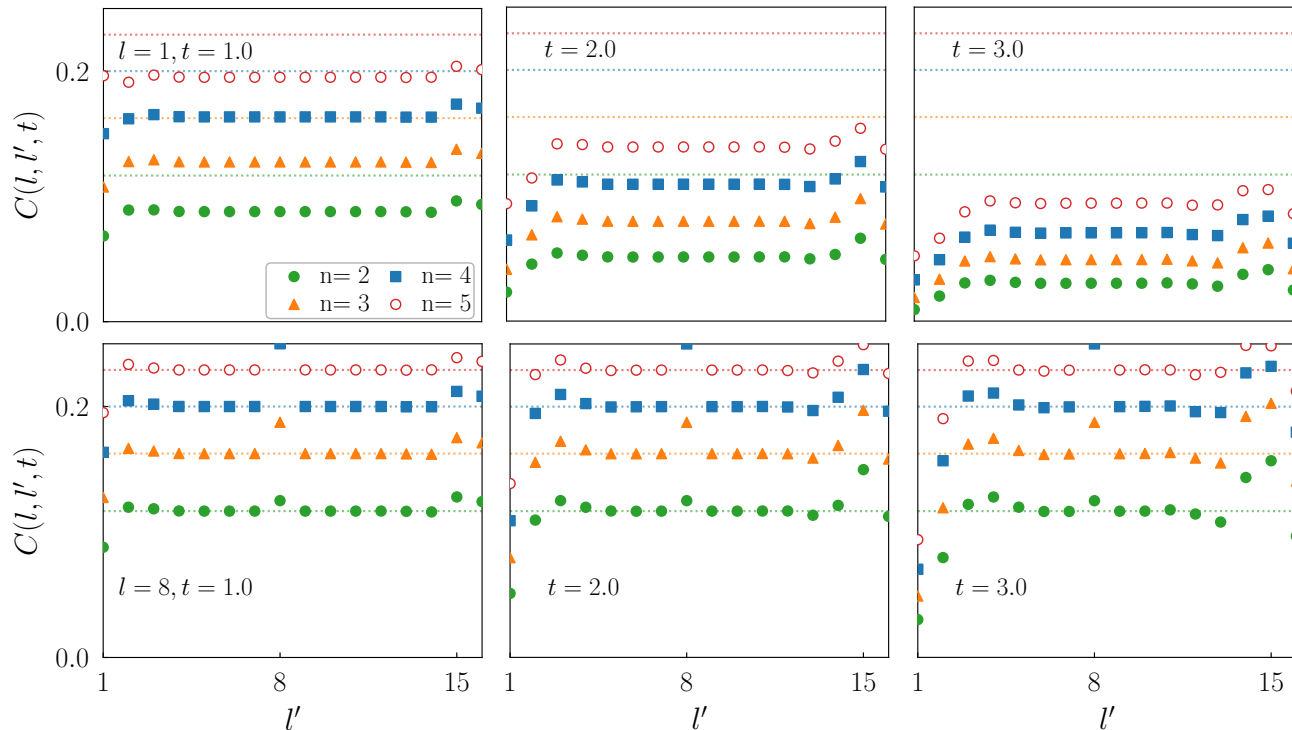 l = 1, t = 1.0
t = 2.0
t = 3.0
C(l, l′, t)
0.2
0.0
n= 2
n= 4
n= 3
n= 5
C(l, l′, t)
0.2
0.0
l = 8, t = 1.0
t = 2.0
t = 3.0
1
8
15
1
8
15
1
8
15
l′
l′
l′